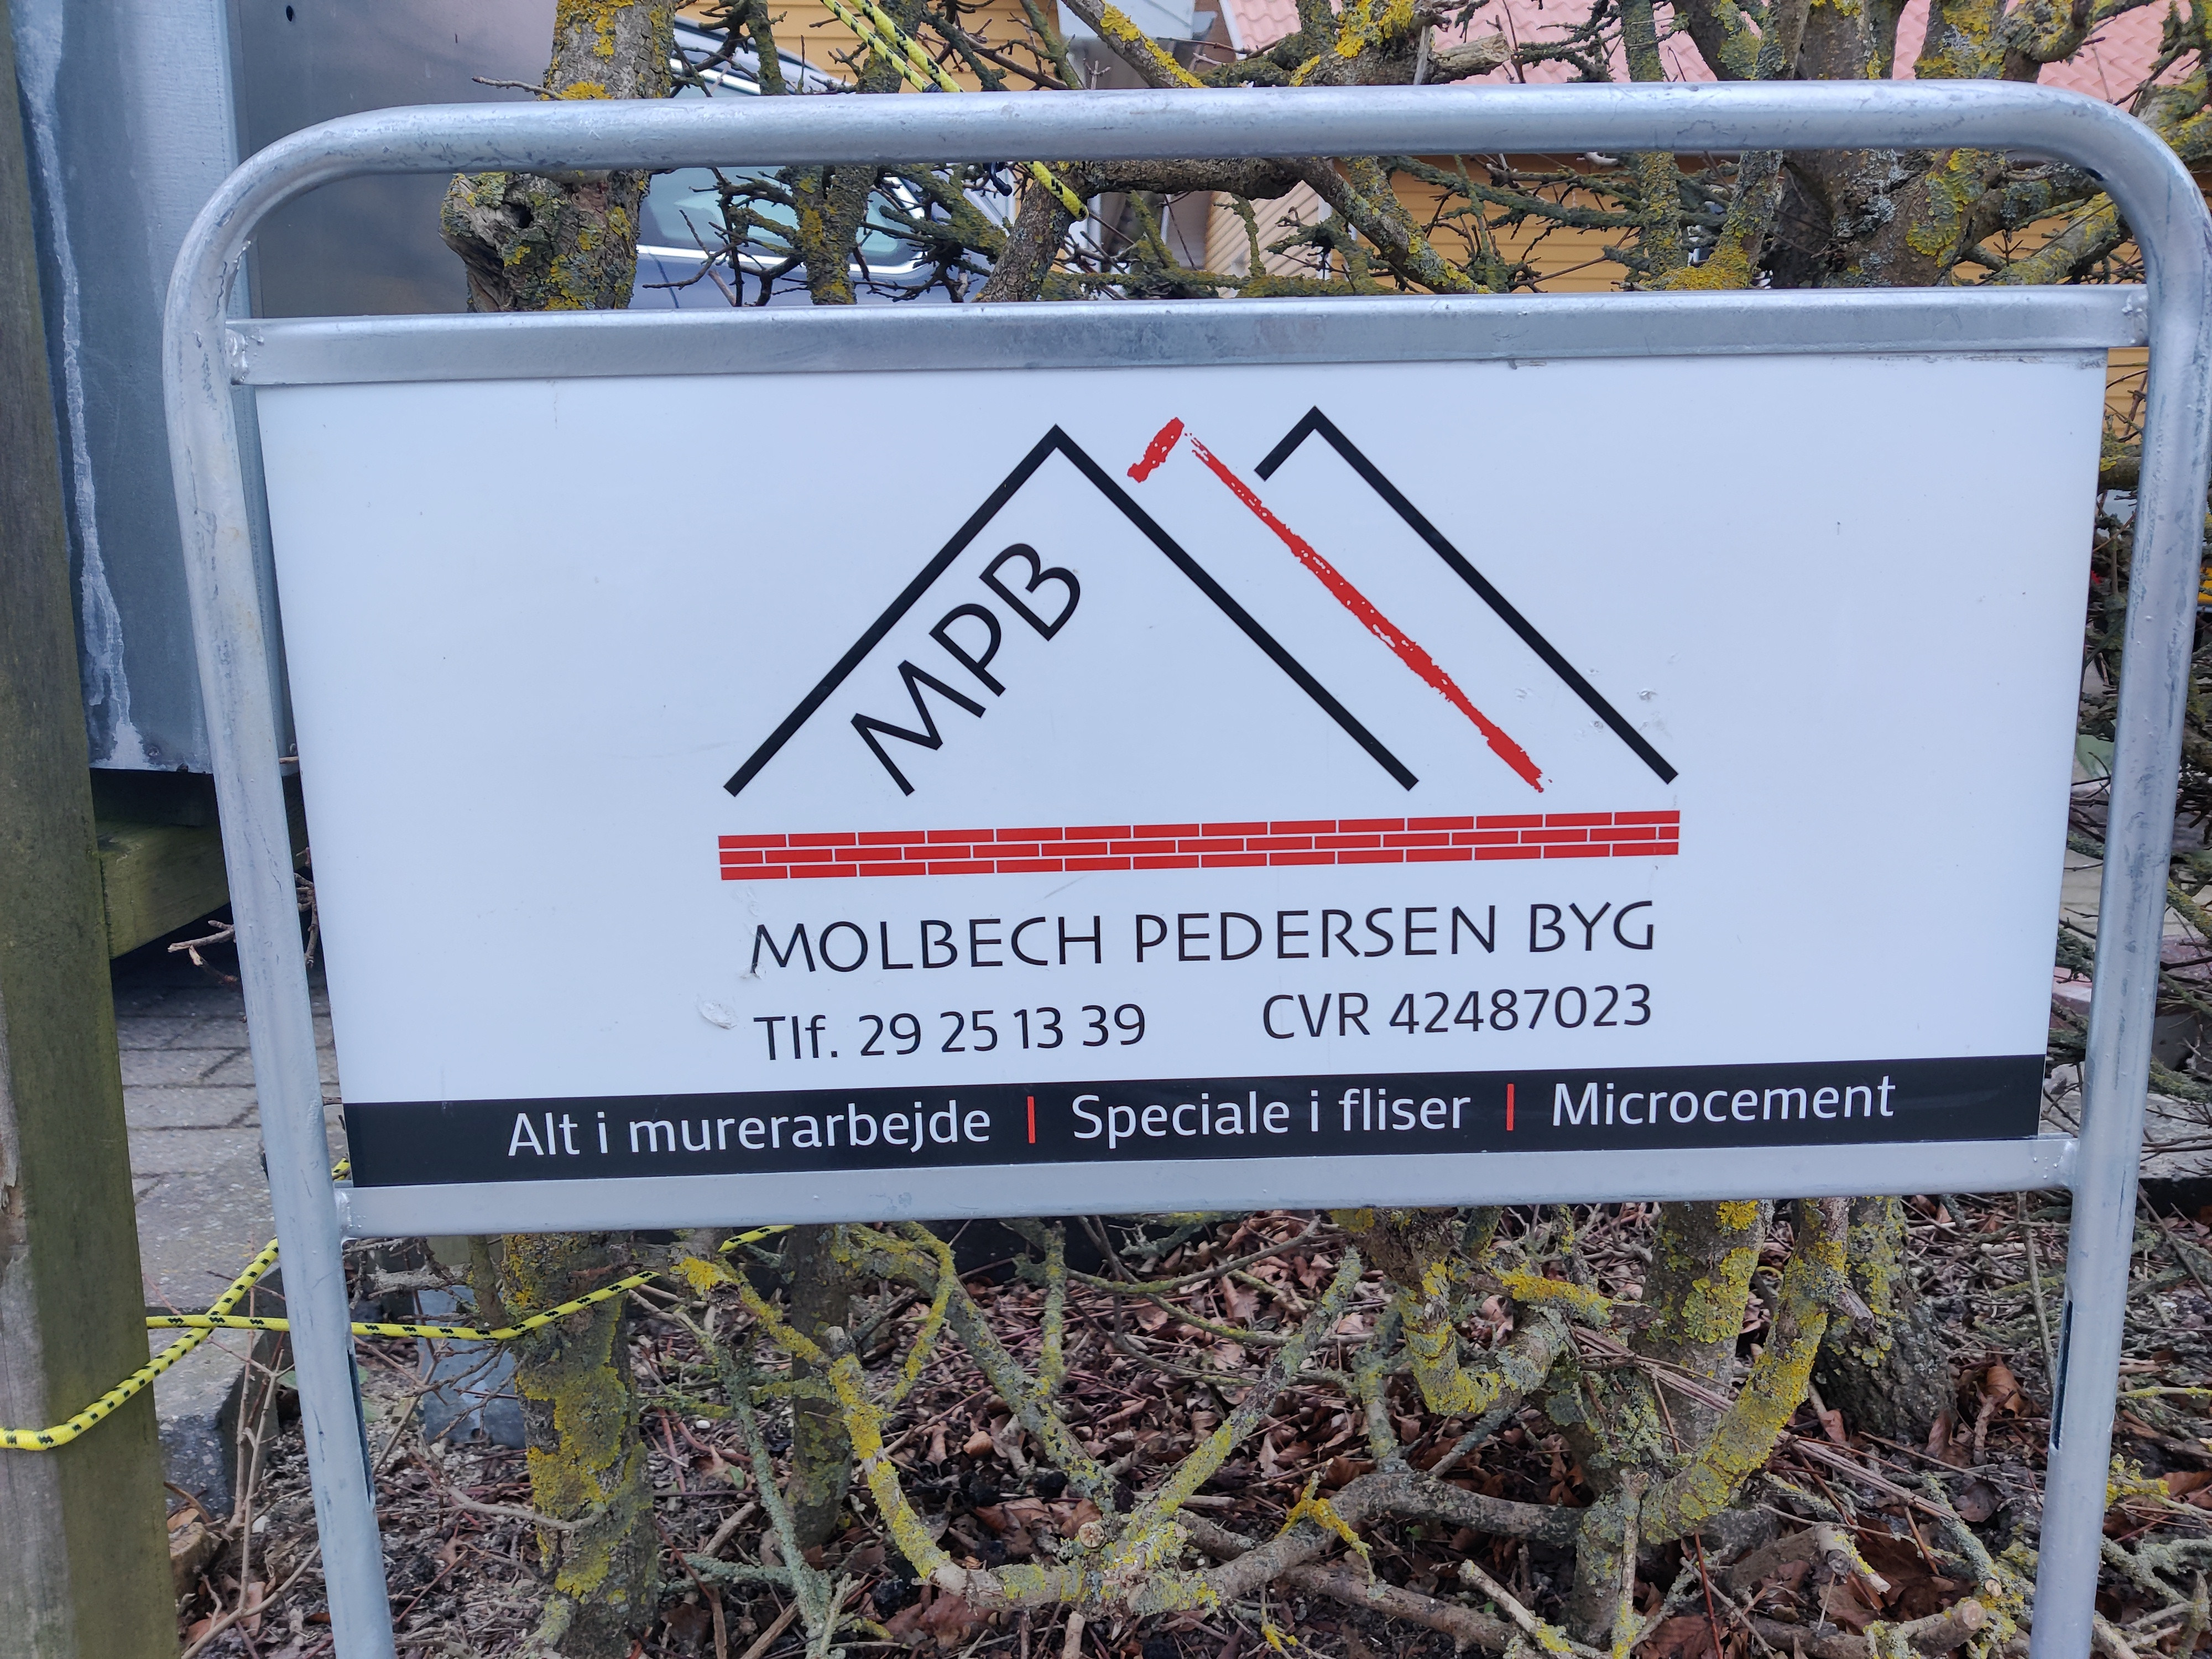 MPB
MOLBECH PEDERSEN BYG
Tlf. 29 25 13 39 CVR 42487023
Alt i murerarbejde | Speciale i fliser | Microcement